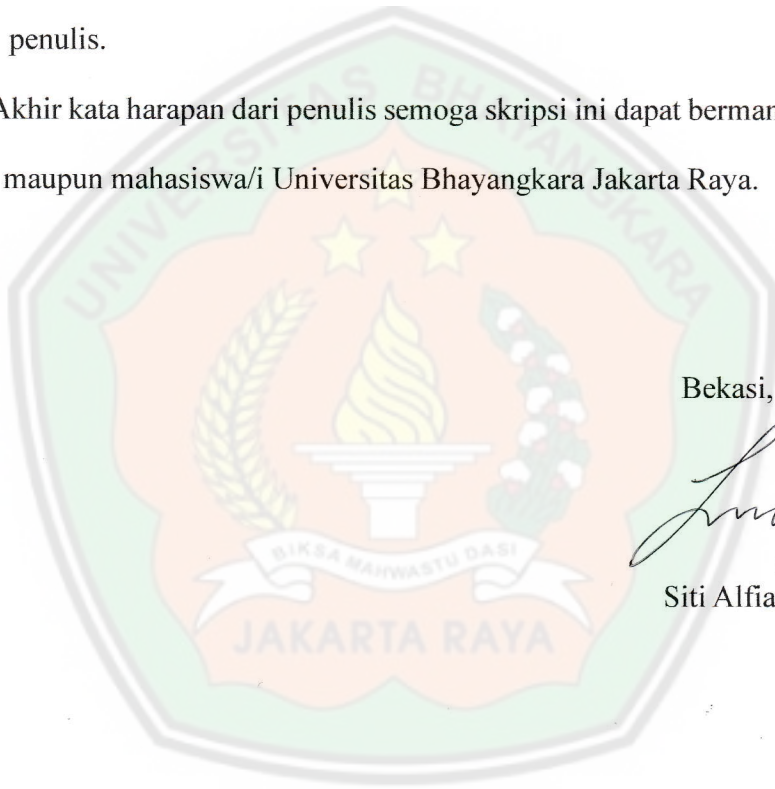 penulis.
Akhir kata harapan dari penulis semoga skripsi ini dapat berman
maupun mahasiswa/i Universitas Bhayangkara Jakarta Raya.
UNIVERSITAS BHAYANGKARA
Bekasi,
BIKSA MAHWASTU DASI
Siti Alfia
JAKARTA RAYA